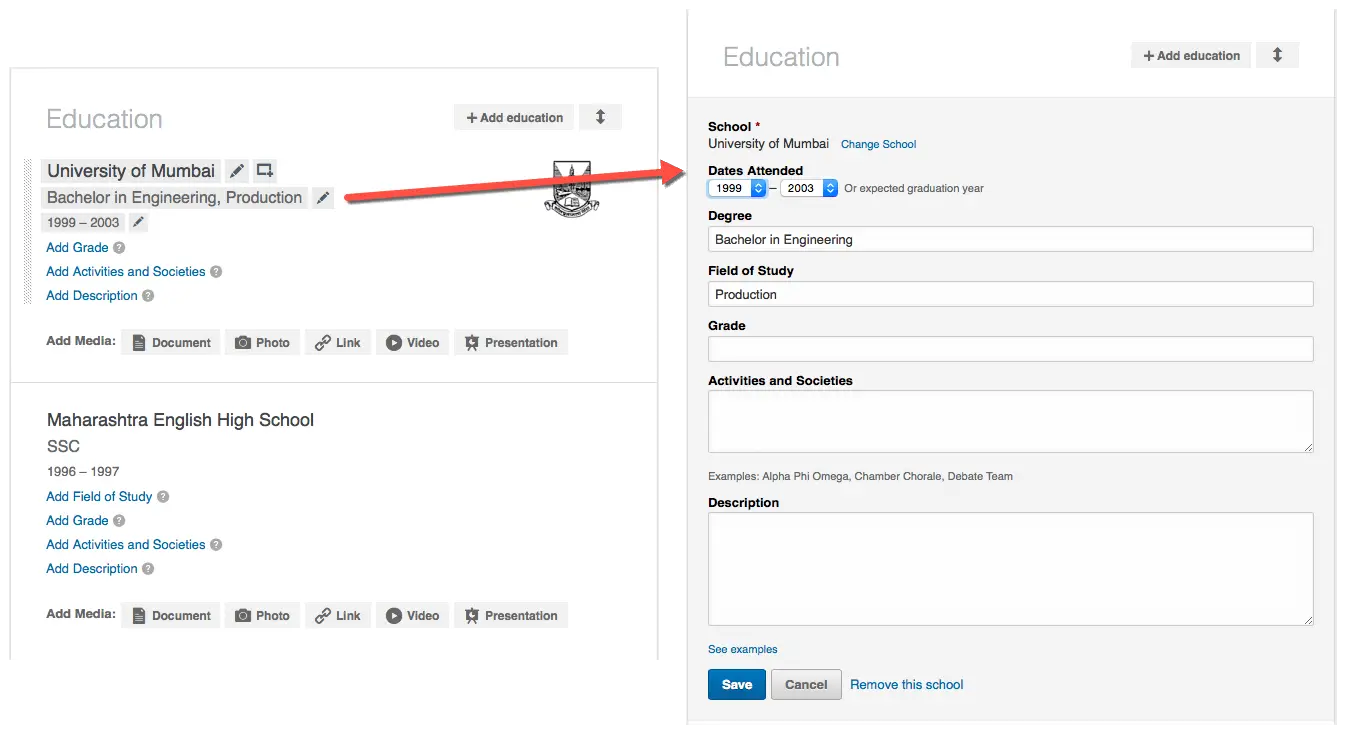 Education
+ Add education
University of Mumbai
Bachelor in Engineering, Production
1999 – 2003
Add Grade ?
Add Activities and Societies ?
Add Description ?
Add Media: Document Photo Link Video Presentation
Maharashtra English High School
SSC
1996 – 1997
Add Field of Study ?
Add Grade ?
Add Activities and Societies ?
Add Description ?
Add Media: Document Photo Link Video Presentation
Education
+ Add education
School *
University of Mumbai Change School
Dates Attended
1999 – 2003 Or expected graduation year
Degree
Bachelor in Engineering
Field of Study
Production
Grade
Activities and Societies
Examples: Alpha Phi Omega, Chamber Chorale, Debate Team
Description
See examples
Save Cancel Remove this school